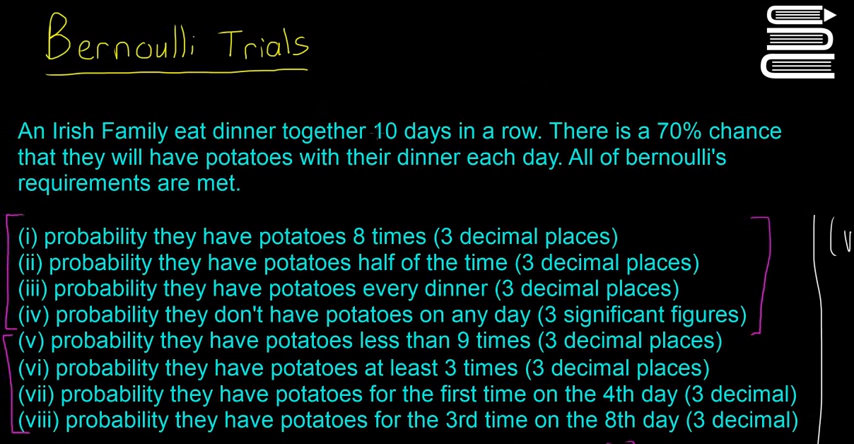 Bernoulli Trials
An Irish Family eat dinner together 10 days in a row. There is a 70% chance
that they will have potatoes with their dinner each day. All of bernoulli's
requirements are met.
(i) probability they have potatoes 8 times (3 decimal places)
(ii) probability they have potatoes half of the time (3 decimal places)
(iii) probability they have potatoes every dinner (3 decimal places)
(iv) probability they don't have potatoes on any day (3 significant figures)
(v) probability they have potatoes less than 9 times (3 decimal places)
(vi) probability they have potatoes at least 3 times (3 decimal places)
(vii) probability they have potatoes for the first time on the 4th day (3 decimal)
(viii) probability they have potatoes for the 3rd time on the 8th day (3 decimal)